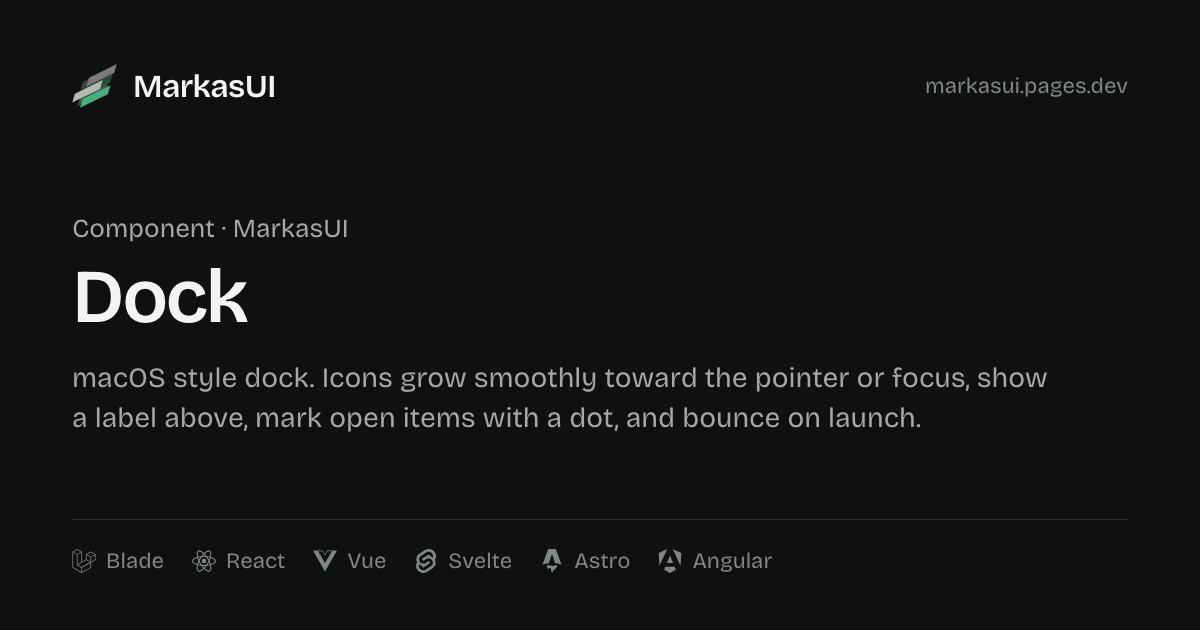 MarkasUI
markasui.pages.dev
Component · MarkasUI
Dock
macOS style dock. Icons grow smoothly toward the pointer or focus, show
a label above, mark open items with a dot, and bounce on launch.
Blade React Vue Svelte Astro Angular